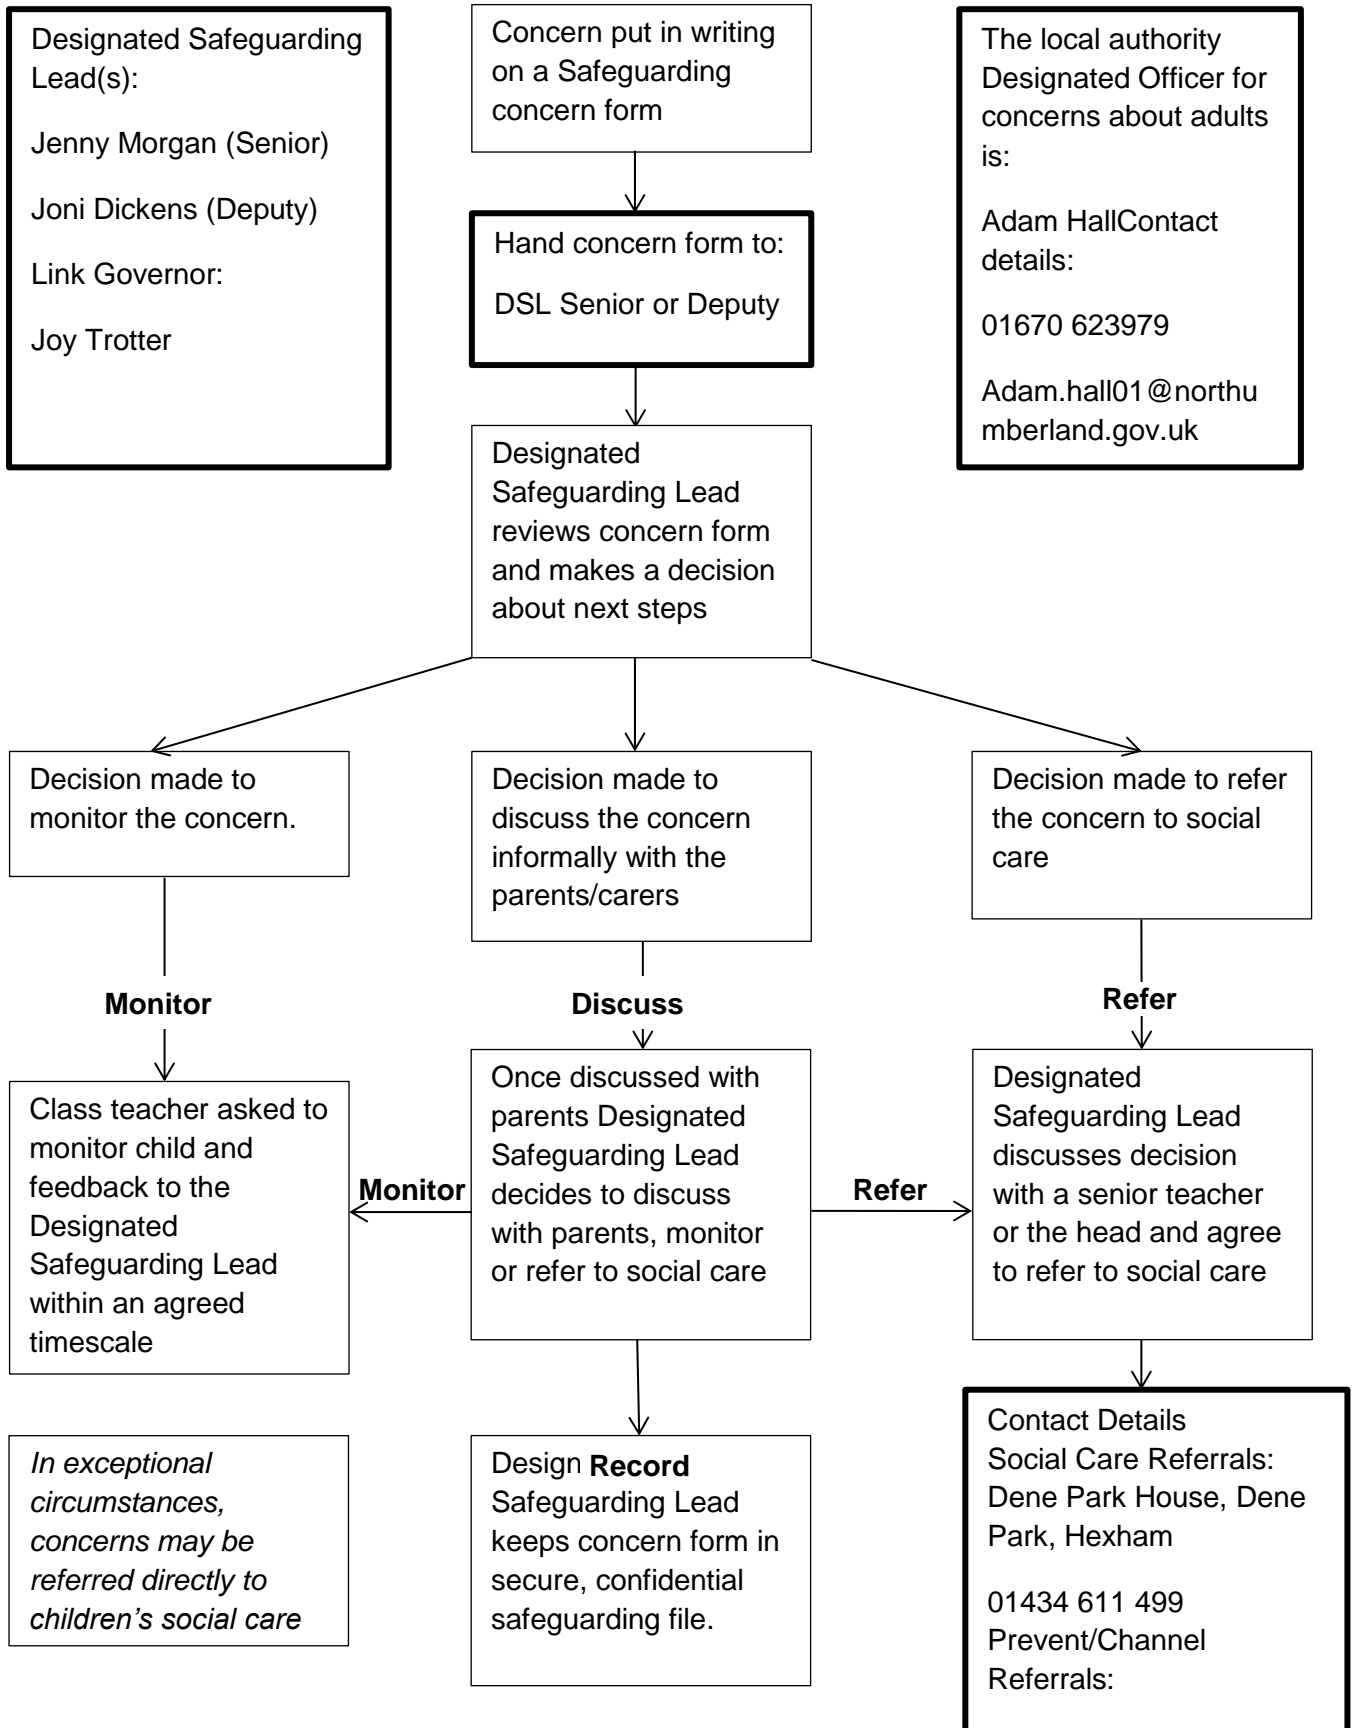 Designated Safeguarding
Lead(s):
Jenny Morgan (Senior)
Joni Dickens (Deputy)
Link Governor:
Joy Trotter
Concern put in writing
on a Safeguarding
concern form
The local authority
Designated Officer for
concerns about adults
is:
Adam HallContact
details:
01670 623979
Adam.hall01@northu
mberland.gov.uk
Hand concern form to:
DSL Senior or Deputy
Designated
Safeguarding Lead
reviews concern form
and makes a decision
about next steps
Decision made to
monitor the concern.
Decision made to
discuss the concern
informally with the
parents/carers
Decision made to refer
the concern to social
care
Monitor
Discuss
Refer
Class teacher asked to
monitor child and
feedback to the
Designated
Safeguarding Lead
within an agreed
timescale
Monitor
Once discussed with
parents Designated
Safeguarding Lead
decides to discuss
with parents, monitor
or refer to social care
Refer
Designated
Safeguarding Lead
discusses decision
with a senior teacher
or the head and agree
to refer to social care
In exceptional
circumstances,
concerns may be
referred directly to
children’s social care
Design Record
Safeguarding Lead
keeps concern form in
secure, confidential
safeguarding file.
Contact Details
Social Care Referrals:
Dene Park House, Dene
Park, Hexham
01434 611 499
Prevent/Channel
Referrals: